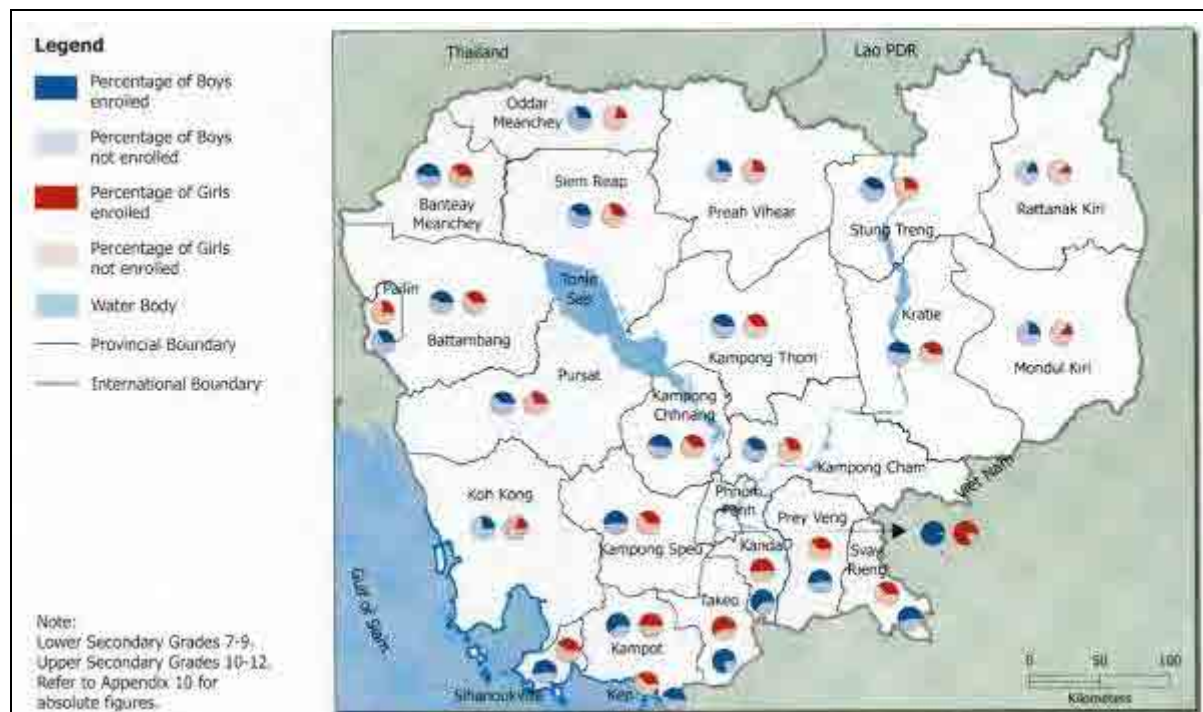 Legend
Percentage of Boys
enrolled
Percentage of Boys
not enrolled
Percentage of Girls
enrolled
Percentage of Girls
not enrolled
Water Body
Provincial Boundary
International Boundary
Note:
Lower Secondary Grades 7-9.
Upper Secondary Grades 10-12.
Refer to Appendix 10 for
absolute figures.
Thailand
Lao PDR
Oddar
Meanchey
Siem Reap
Banteay
Meanchey
Preah Vihear
Stung Treng
Rattanak Kiri
Tonle
Sap
Pailin
Battambang
Kratie
Kampong Thom
Mondul Kiri
Pursat
Kampong
Chhnang
Kampong Cham
Viet Nam
Koh Kong
Phnom
Penh
Prey Veng
Kampong Speu
Kandal
Svay
Rieng
Gulf of Siam
Takeo
Kampot
Sihanoukville
Kep
0 50 100
Kilometers